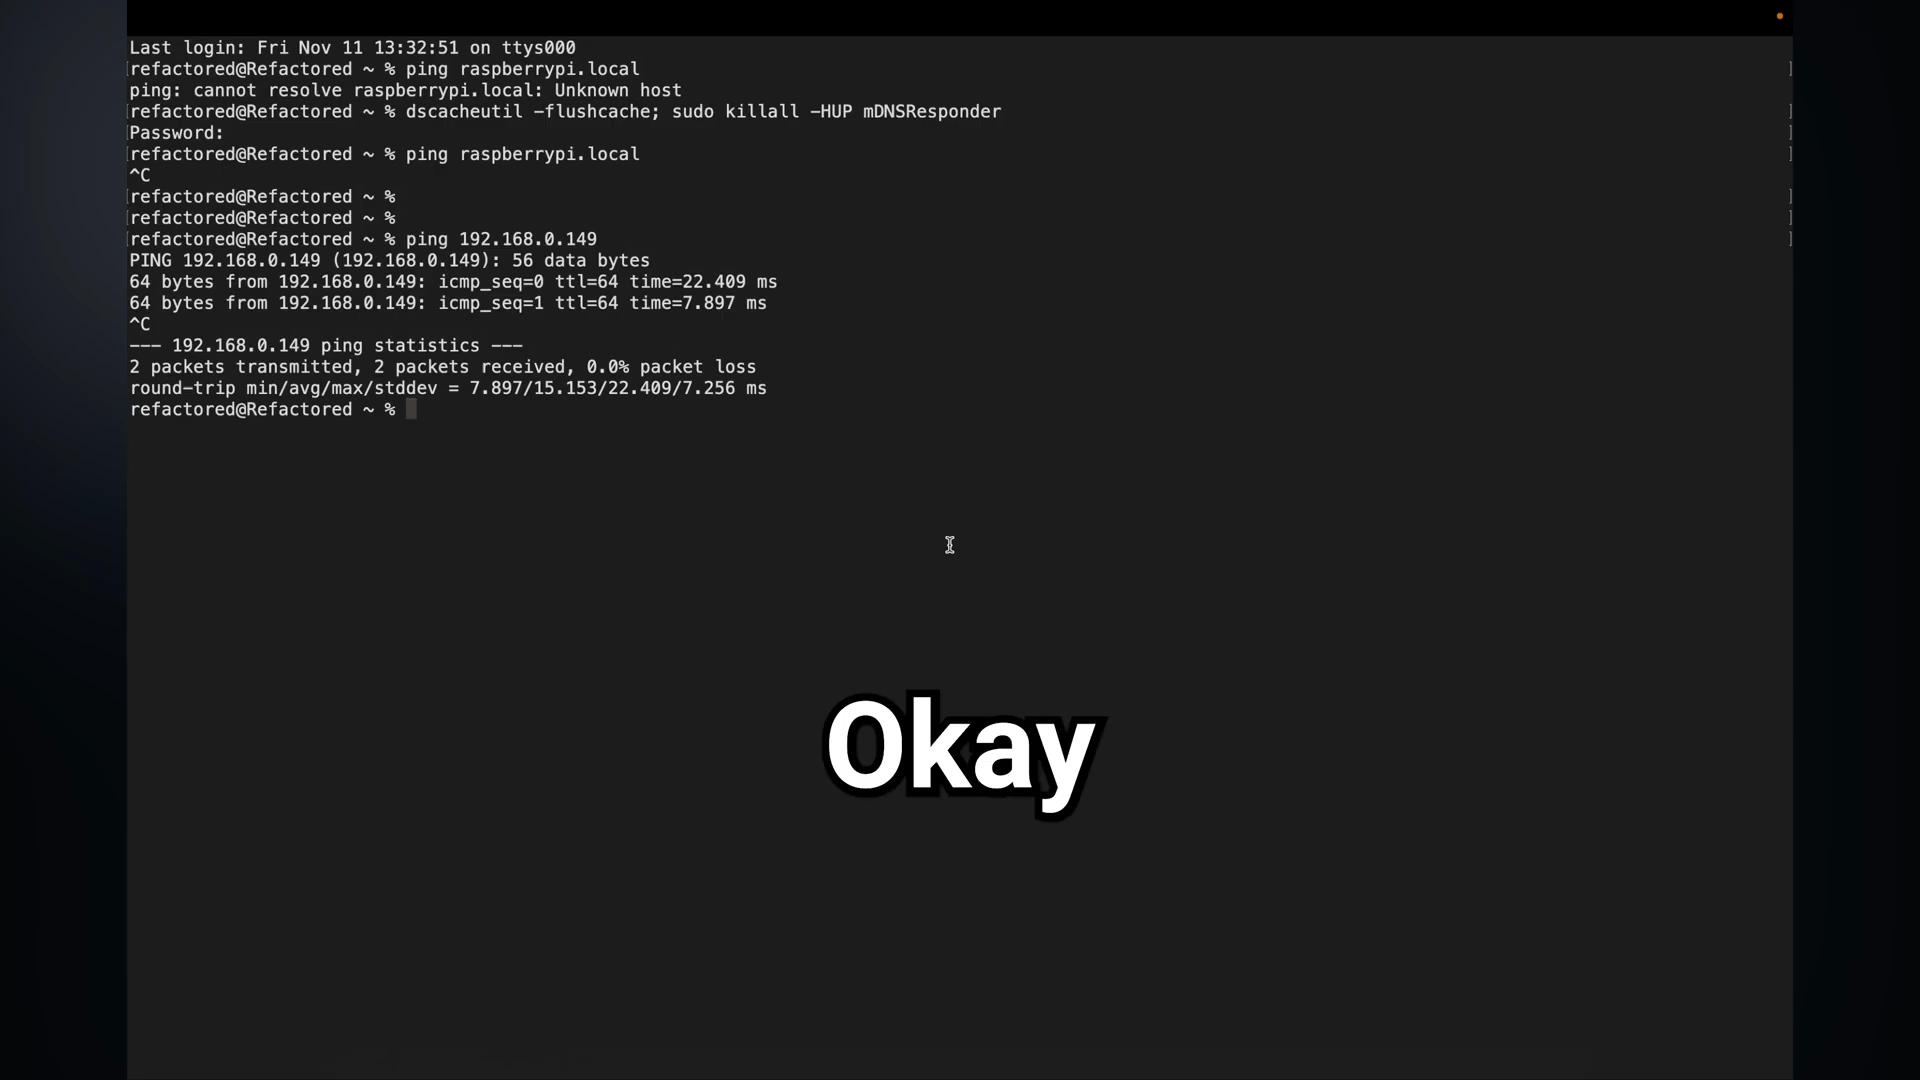 Last login: Fri Nov 11 13:32:51 on ttys000
[refactored@Refactored ~ % ping raspberrypi.local ]
ping: cannot resolve raspberrypi.local: Unknown host
[refactored@Refactored ~ % dscacheutil -flushcache; sudo killall -HUP mDNSResponder ]
Password: ]
[refactored@Refactored ~ % ping raspberrypi.local ]
^C
[refactored@Refactored ~ % ]
[refactored@Refactored ~ % ]
[refactored@Refactored ~ % ping 192.168.0.149 ]
PING 192.168.0.149 (192.168.0.149): 56 data bytes
64 bytes from 192.168.0.149: icmp_seq=0 ttl=64 time=22.409 ms
64 bytes from 192.168.0.149: icmp_seq=1 ttl=64 time=7.897 ms
^C
--- 192.168.0.149 ping statistics ---
2 packets transmitted, 2 packets received, 0.0% packet loss
round-trip min/avg/max/stddev = 7.897/15.153/22.409/7.256 ms
refactored@Refactored ~ %
Okay